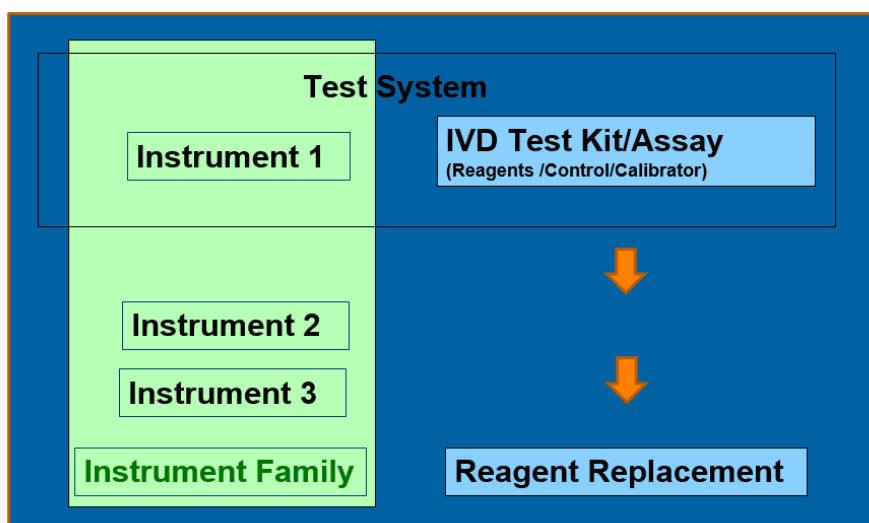 Test System
Instrument 1
IVD Test Kit/Assay
(Reagents /Control/Calibrator)
Instrument 2
Instrument 3
Instrument Family
Reagent Replacement